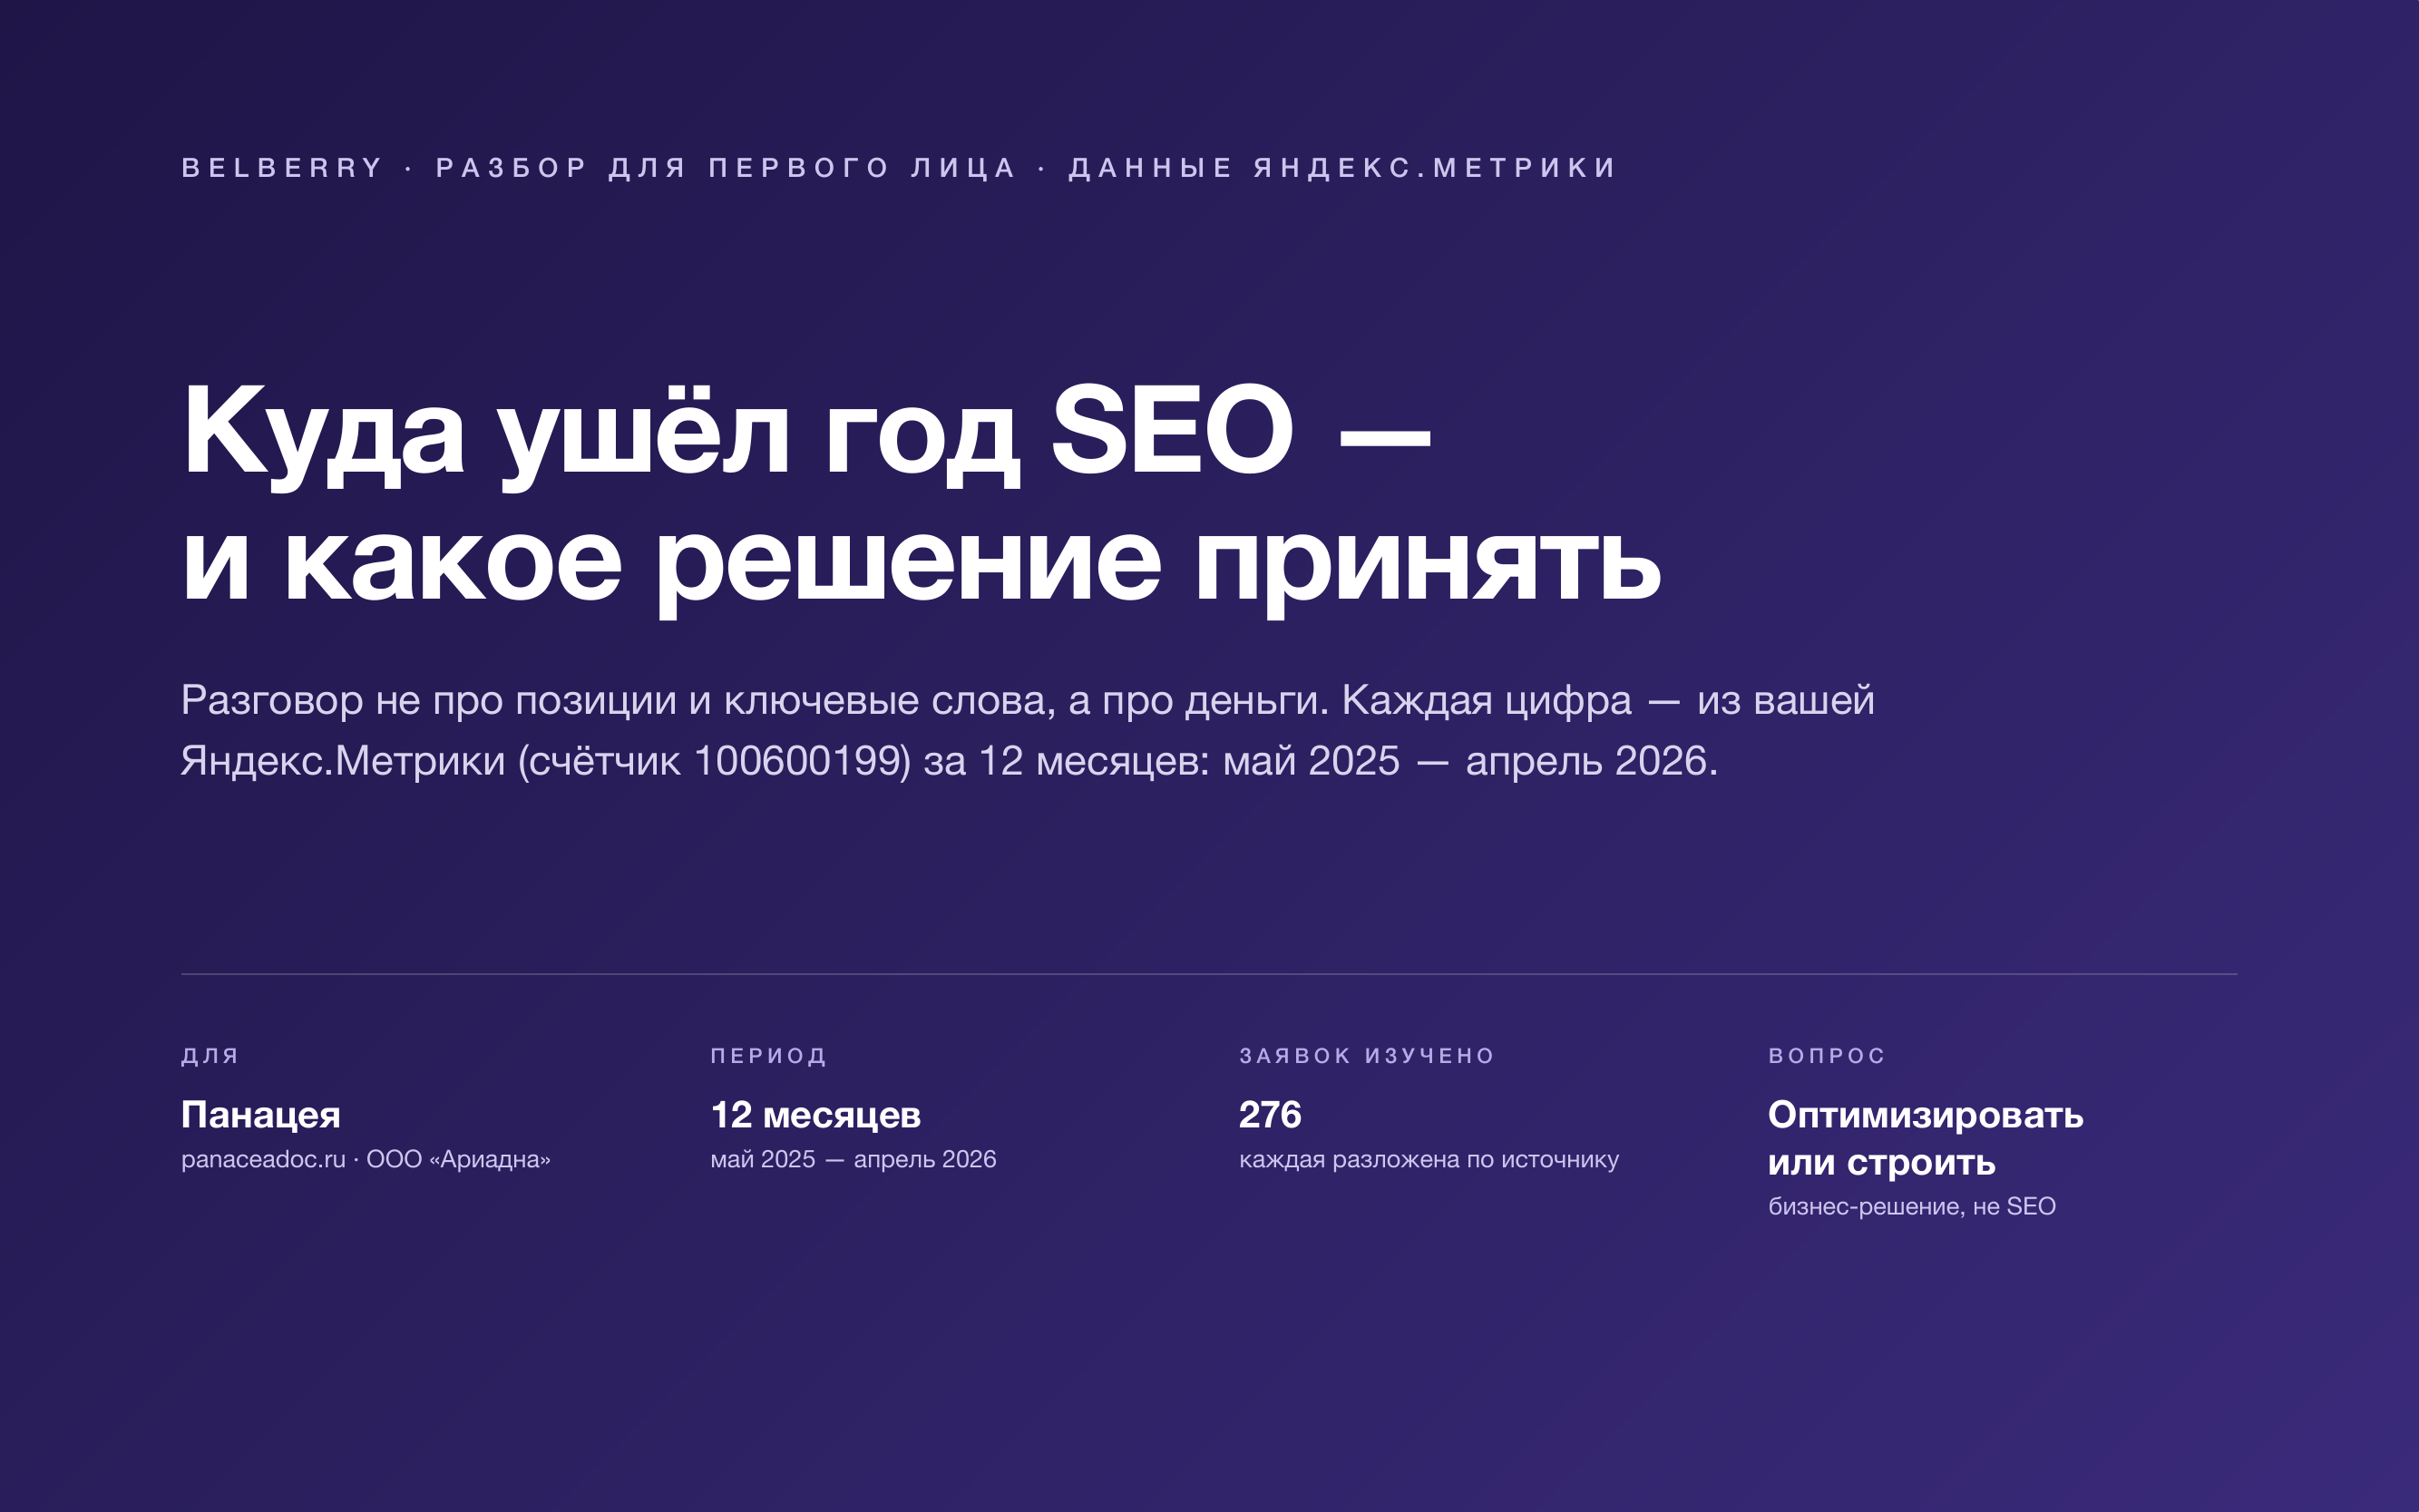 BELBERRY · РАЗБОР ДЛЯ ПЕРВОГО ЛИЦА · ДАННЫЕ ЯНДЕКС.МЕТРИКИ
Куда ушёл год SEO —
и какое решение принять
Разговор не про позиции и ключевые слова, а про деньги. Каждая цифра — из вашей
Яндекс.Метрики (счётчик 100600199) за 12 месяцев: май 2025 — апрель 2026.
ДЛЯ
Панацея
panaceadoc.ru · ООО «Ариадна»
ПЕРИОД
12 месяцев
май 2025 — апрель 2026
ЗАЯВОК ИЗУЧЕНО
276
каждая разложена по источнику
ВОПРОС
Оптимизировать
или строить
бизнес-решение, не SEO